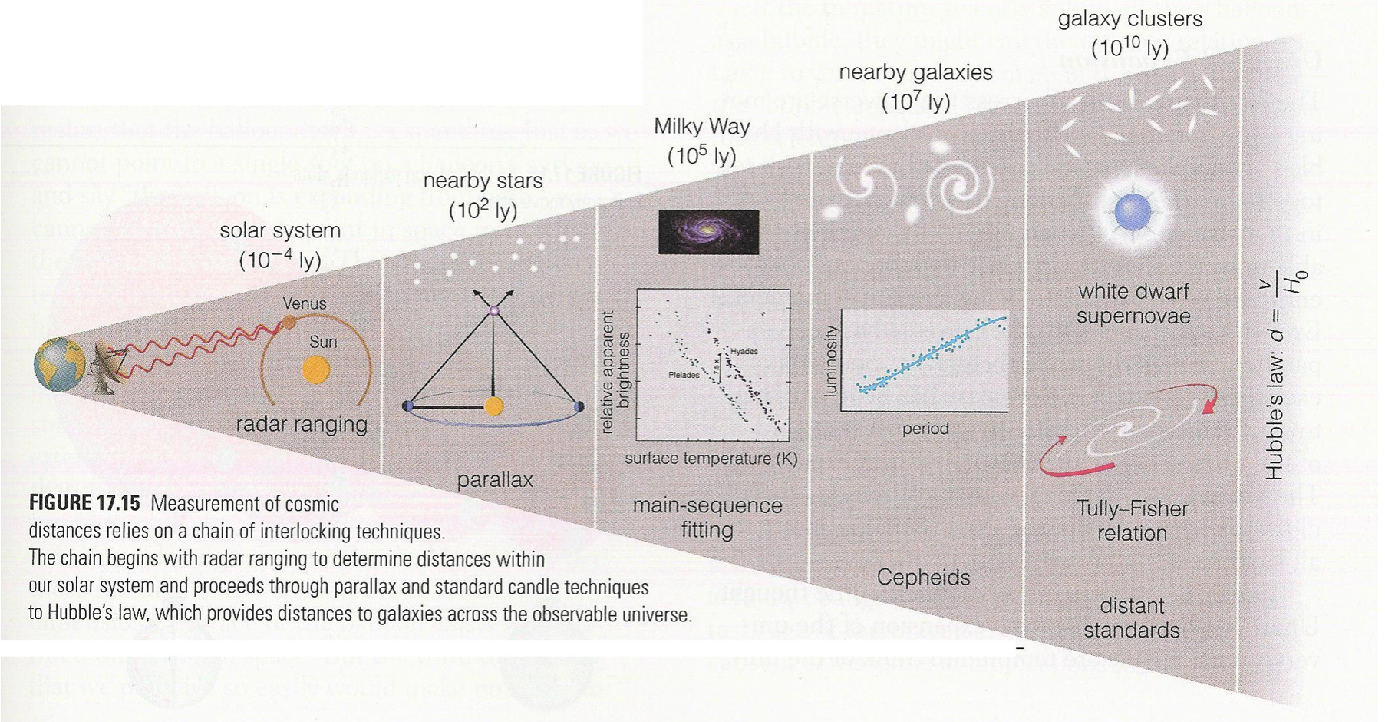 galaxy clusters
(10¹⁰ ly)
nearby galaxies
(10⁷ ly)
Milky Way
(10⁵ ly)
nearby stars
(10² ly)
solar system
(10⁻⁴ ly)
Venus
Sun
radar ranging
parallax
relative apparent
brightness
Pleiades
Hyades
surface temperature (K)
main-sequence
fitting
luminosity
period
Cepheids
white dwarf
supernovae
Tully–Fisher
relation
distant
standards
Hubble's law: d = v/H₀
FIGURE 17.15 Measurement of cosmic
distances relies on a chain of interlocking techniques.
The chain begins with radar ranging to determine distances within
our solar system and proceeds through parallax and standard candle techniques
to Hubble's law, which provides distances to galaxies across the observable universe.